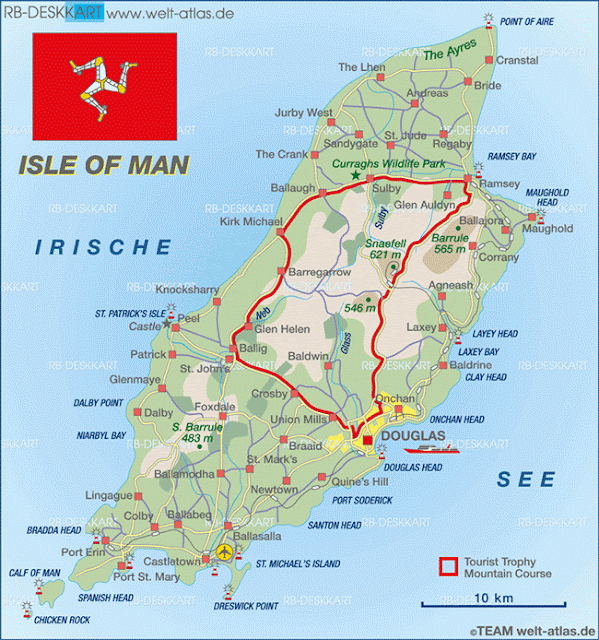 RB-DESKKART www.welt-atlas.de
ISLE OF MAN
IRISCHE
SEE
POINT OF AIRE
The Ayres
Cranstal
The Lhen
Bride
Andreas
Jurby West
St. Jude
Sandygate
Regaby
The Crank
Curraghs Wildlife Park
RAMSEY BAY
Ballaugh
Sulby
Ramsey
MAUGHOLD
HEAD
Glen Auldyn
Kirk Michael
Sulby
Ballajora
Maughold
Snaefell
621 m
Barrule
565 m
Corrany
Barregarrow
Knocksharry
Agneash
546 m
ST. PATRICK'S ISLE
Castle
Peel
Neb
Glen Helen
Glass
Laxey
LAYEY HEAD
LAXEY BAY
Patrick
Ballig
St. John's
Baldwin
Baldrine
CLAY HEAD
Glenmaye
Crosby
Onchan
DALBY POINT
Dalby
Foxdale
Union Mills
ONCHAN HEAD
NIARBYL BAY
S. Barrule
483 m
Braaid
DOUGLAS
St. Mark's
DOUGLAS HEAD
Ballamodha
Newtown
Quine's Hill
PORT SODERICK
Lingague
Colby
Ballabeg
SANTON HEAD
BRADDA HEAD
Ballasalla
Port Erin
Castletown
ST. MICHAEL'S ISLAND
CALF OF MAN
Port St. Mary
SPANISH HEAD
DRESWICK POINT
CHICKEN ROCK
Tourist Trophy
Mountain Course
10 km
©TEAM welt-atlas.de
RB-DESKKART